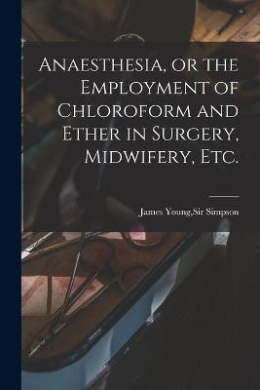 Anaesthesia, or the
Employment of
Chloroform and
Ether in Surgery,
Midwifery, Etc.
James Young,Sir Simpson